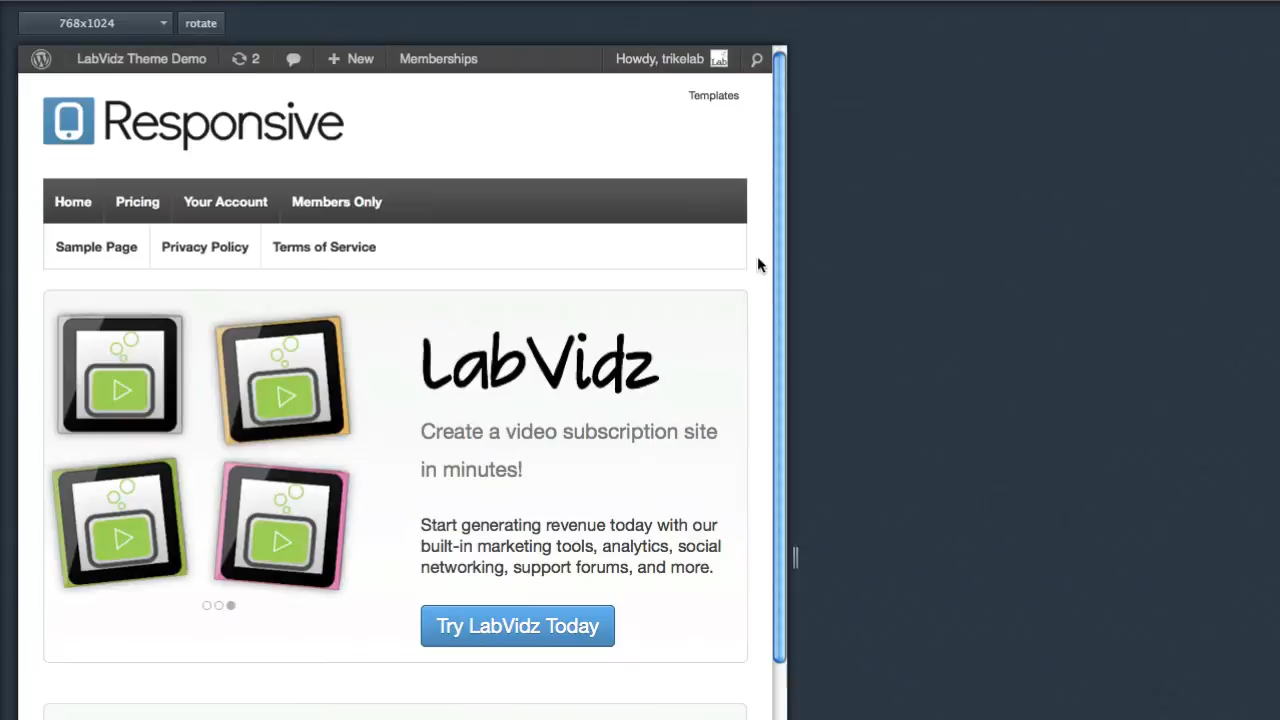 768x1024 rotate
LabVidz Theme Demo 2 New Memberships Howdy, trikelab Lab
Templates
Responsive
Home Pricing Your Account Members Only
Sample Page Privacy Policy Terms of Service
LabVidz
Create a video subscription site
in minutes!
Start generating revenue today with our
built-in marketing tools, analytics, social
networking, support forums, and more.
Try LabVidz Today